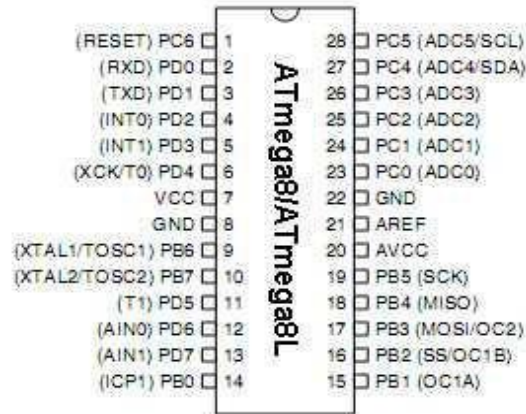 (RESET) PC6 1 28 PC5 (ADC5/SCL)
(RXD) PD0 2 27 PC4 (ADC4/SDA)
(TXD) PD1 3 26 PC3 (ADC3)
(INT0) PD2 4 25 PC2 (ADC2)
(INT1) PD3 5 24 PC1 (ADC1)
(XCK/T0) PD4 6 23 PC0 (ADC0)
VCC 7 22 GND
GND 8 21 AREF
(XTAL1/TOSC1) PB6 9 20 AVCC
(XTAL2/TOSC2) PB7 10 19 PB5 (SCK)
(T1) PD5 11 18 PB4 (MISO)
(AIN0) PD6 12 17 PB3 (MOSI/OC2)
(AIN1) PD7 13 16 PB2 (SS/OC1B)
(ICP1) PB0 14 15 PB1 (OC1A)
ATmega8/ATmega8L